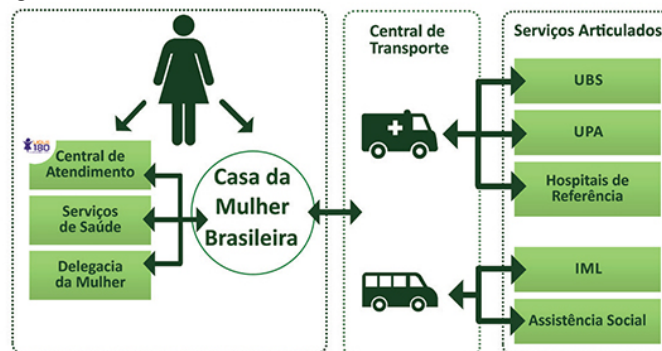 180
Central de
Atendimento
Serviços
de Saúde
Delegacia
da Mulher
Casa da
Mulher
Brasileira
Central de
Transporte
Serviços Articulados
UBS
UPA
Hospitais de
Referência
IML
Assistência Social